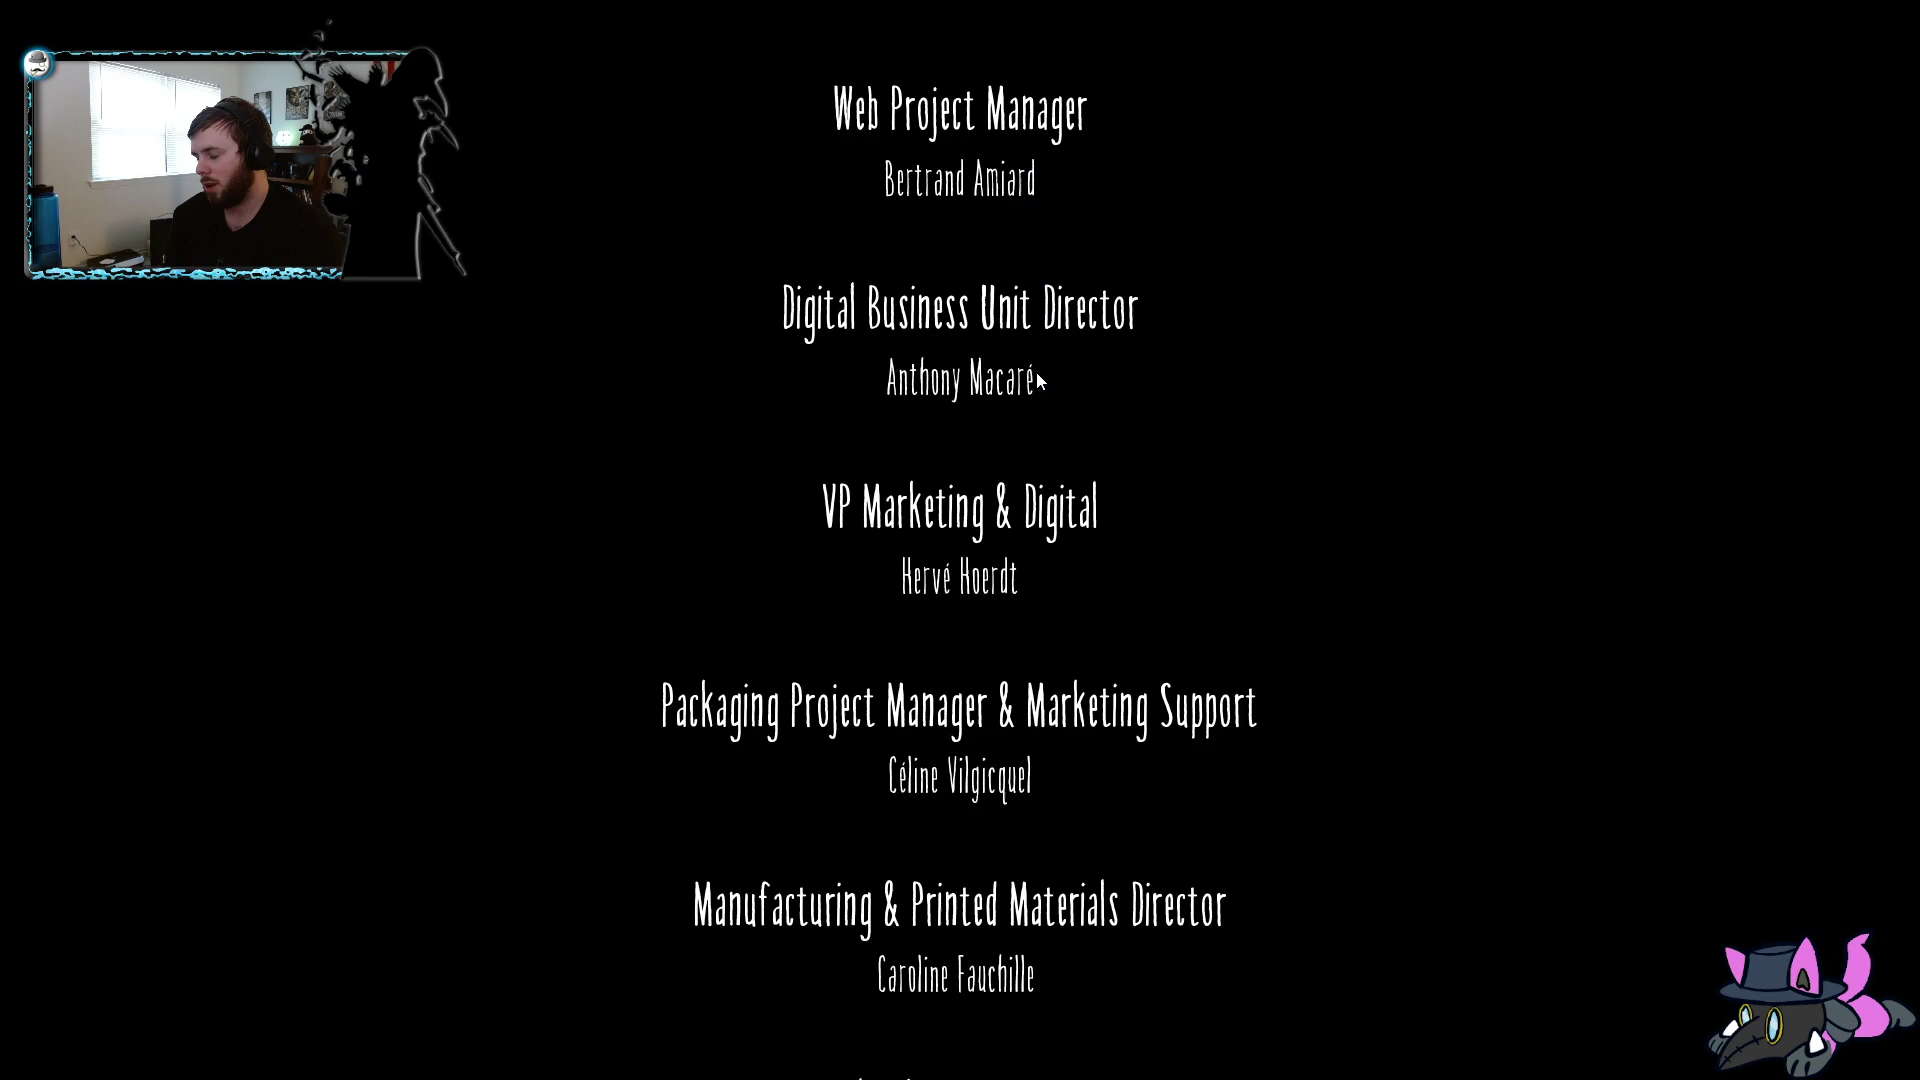 Web Project Manager
Bertrand Amiard
Digital Business Unit Director
Anthony Macaré
VP Marketing & Digital
Hervé Hoerdt
Packaging Project Manager & Marketing Support
Céline Vilgicquel
Manufacturing & Printed Materials Director
Caroline Fauchille